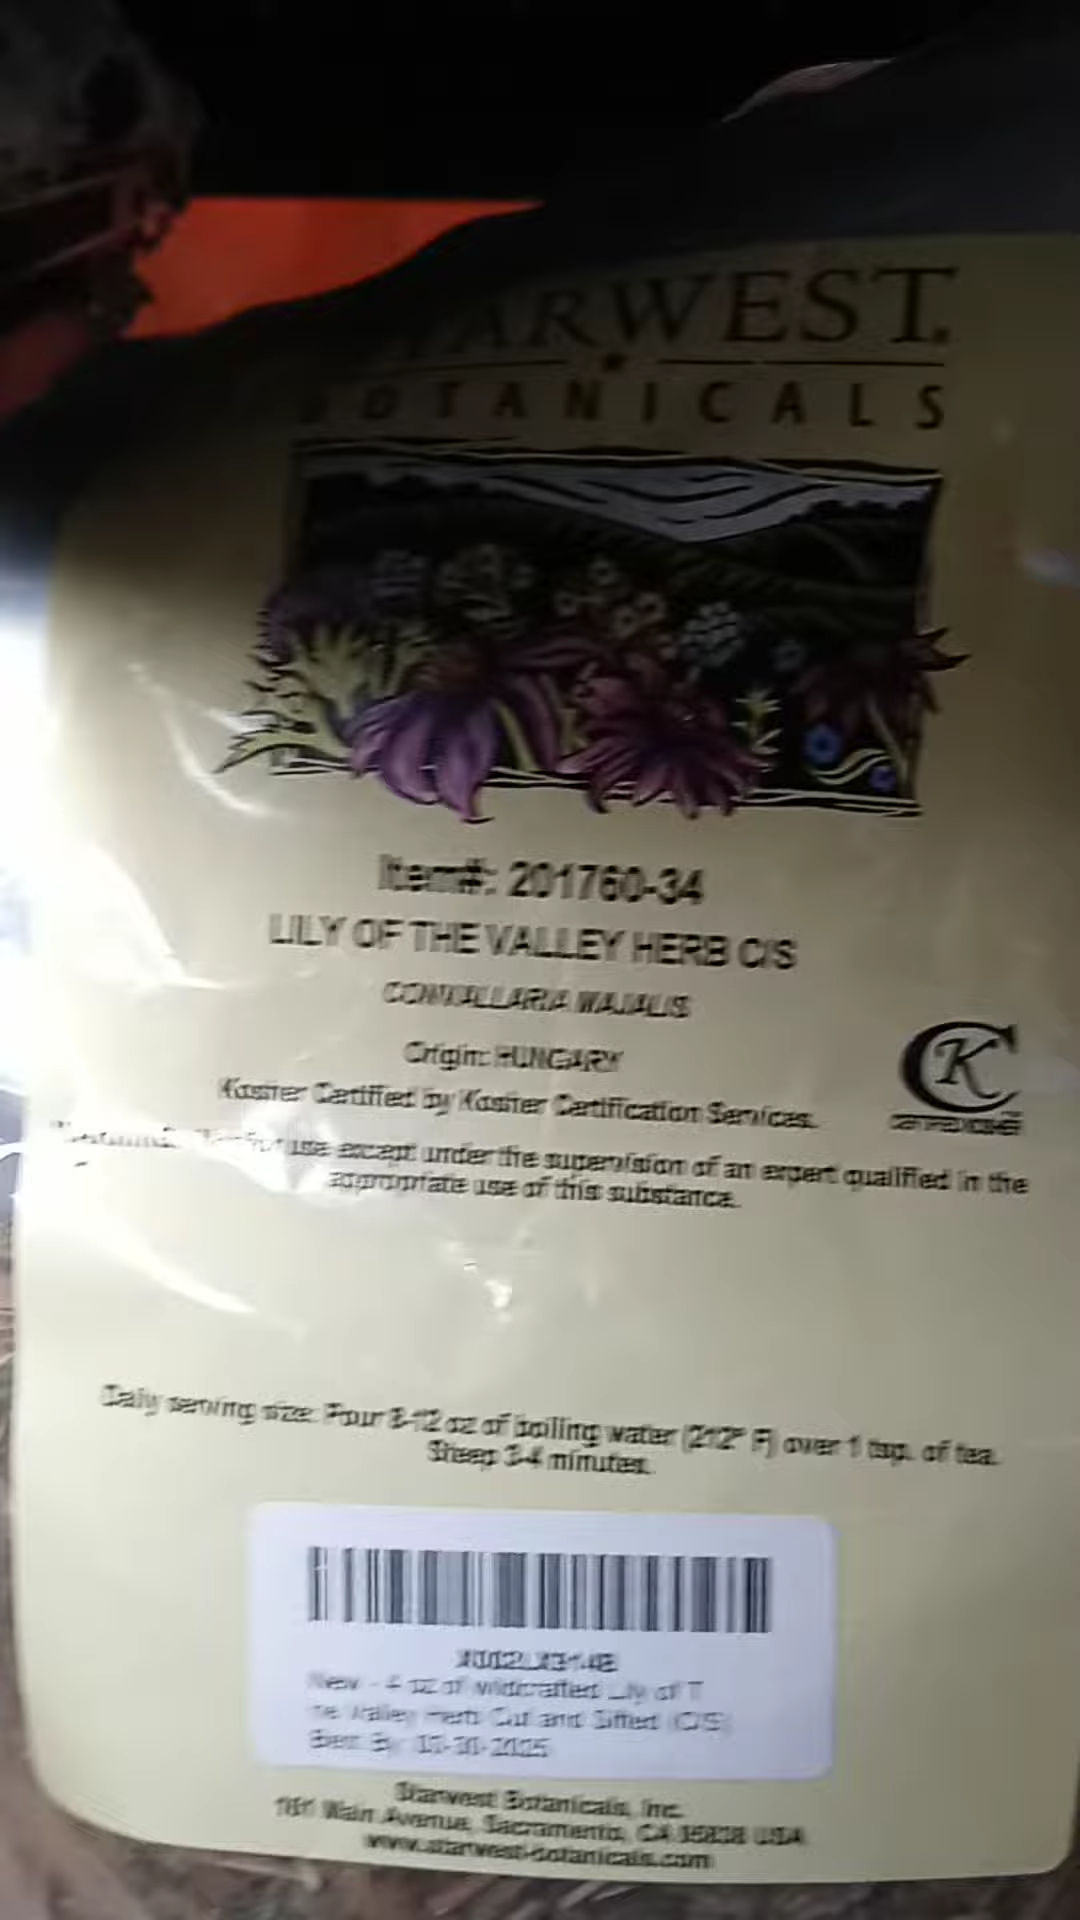 STARWEST.
BOTANICALS
Item#: 201760-34
LILY OF THE VALLEY HERB C/S
CONVALLARIA MAJALIS
Origin: HUNGARY
Kosher Certified by Kosher Certification Services.
CK
CERTIFIED KOSHER
use except under the supervision of an expert qualified in the
appropriate use of this substance.
Daily serving size: Pour 8-12 oz of boiling water (212° F) over 1 tsp. of tea.
Steep 3-4 minutes.
New - 4 oz of wildcrafted Lily of T
he Valley Herb Cut and Sifted (C/S)
Best By:
Starwest Botanicals, Inc.
Main Avenue, Sacramento, CA 95838 USA
www.starwest-botanicals.com